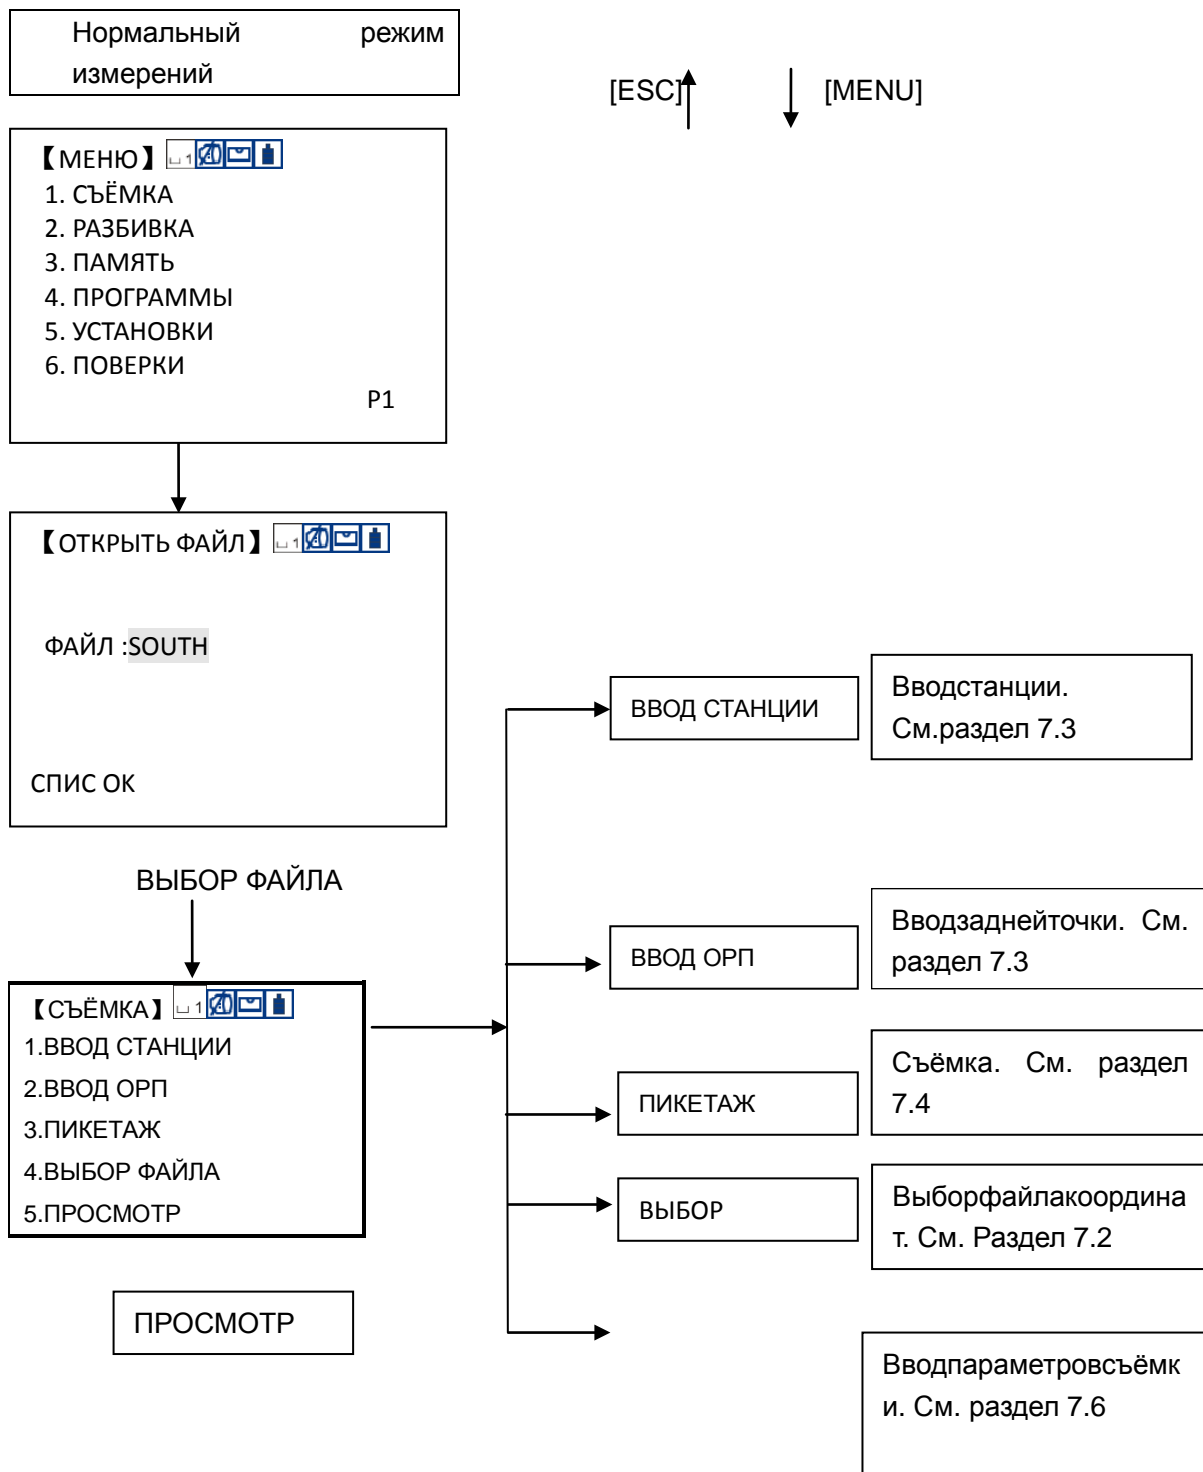 Нормальный режим
измерений
[ESC] [MENU]
【МЕНЮ】
1. СЪЁМКА
2. РАЗБИВКА
3. ПАМЯТЬ
4. ПРОГРАММЫ
5. УСТАНОВКИ
6. ПОВЕРКИ
P1
【ОТКРЫТЬ ФАЙЛ】
ФАЙЛ :SOUTH
СПИС OK
ВЫБОР ФАЙЛА
【СЪЁМКА】
1.ВВОД СТАНЦИИ
2.ВВОД ОРП
3.ПИКЕТАЖ
4.ВЫБОР ФАЙЛА
5.ПРОСМОТР
ПРОСМОТР
ВВОД СТАНЦИИ
Вводстанции.
См.раздел 7.3
ВВОД ОРП
Вводзаднейточки. См.
раздел 7.3
ПИКЕТАЖ
Съёмка. См. раздел
7.4
ВЫБОР
Выборфайлакоордина
т. См. Раздел 7.2
Вводпараметровсъёмк
и. См. раздел 7.6